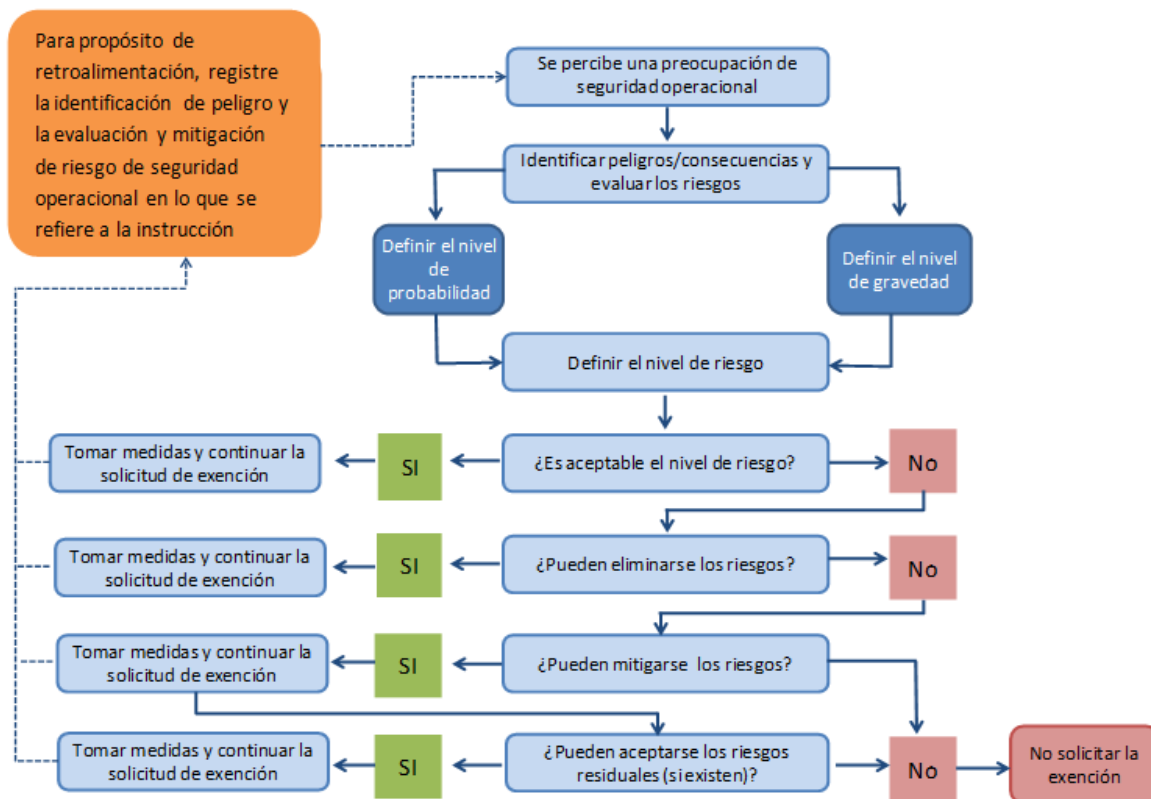 Para propósito de
retroalimentación, registre
la identificación de peligro y
la evaluación y mitigación
de riesgo de seguridad
operacional en lo que se
refiere a la instrucción
Se percibe una preocupación de
seguridad operacional
Identificar peligros/consecuencias y
evaluar los riesgos
Definir el nivel
de
probabilidad
Definir el nivel
de gravedad
Definir el nivel de riesgo
¿Es aceptable el nivel de riesgo?
SI
No
Tomar medidas y continuar la
solicitud de exención
¿Pueden eliminarse los riesgos?
SI
No
Tomar medidas y continuar la
solicitud de exención
¿Pueden mitigarse los riesgos?
SI
Tomar medidas y continuar la
solicitud de exención
¿Pueden aceptarse los riesgos
residuales (si existen)?
SI
Tomar medidas y continuar la
solicitud de exención
No
No solicitar la
exención